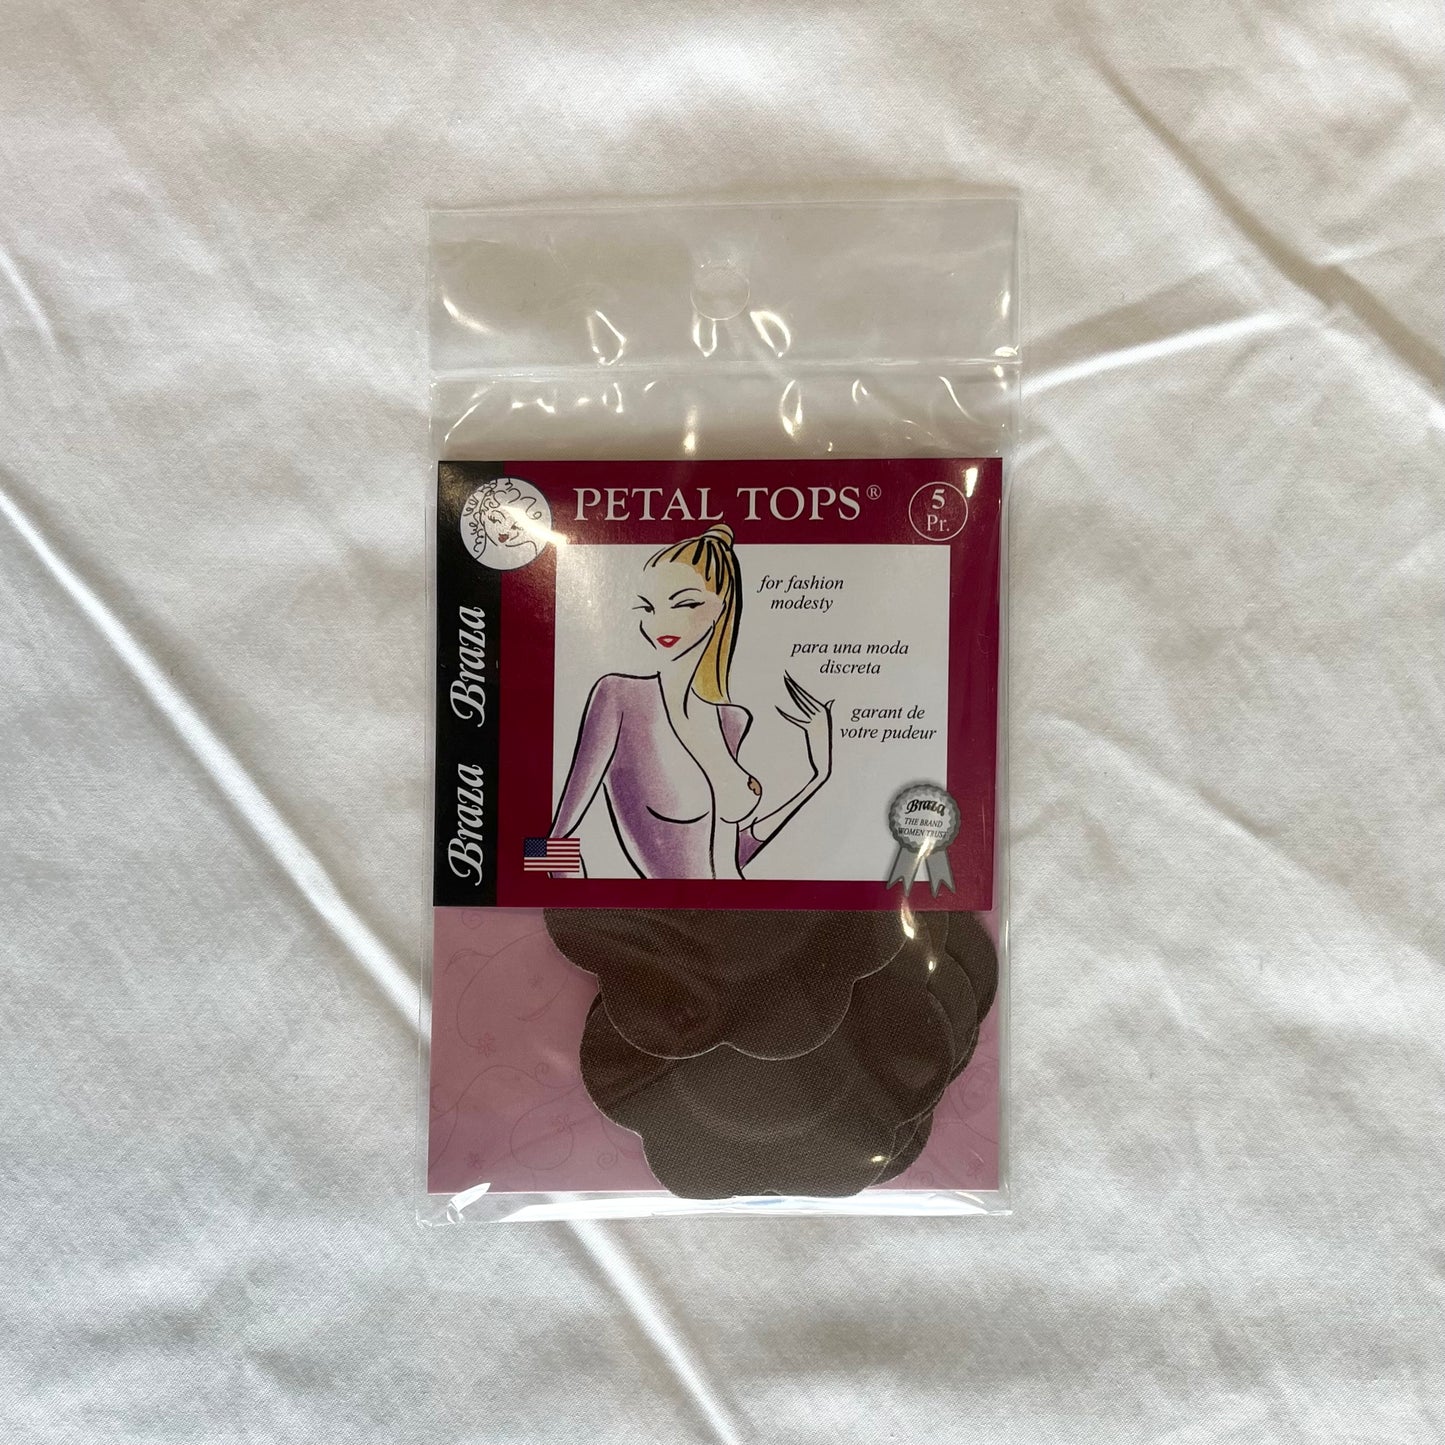 PETAL TOPS®
5
Pr.
for fashion
modesty
para una moda
discreta
garant de
votre pudeur
Braza Braza
Braza
THE BRAND
WOMEN TRUST